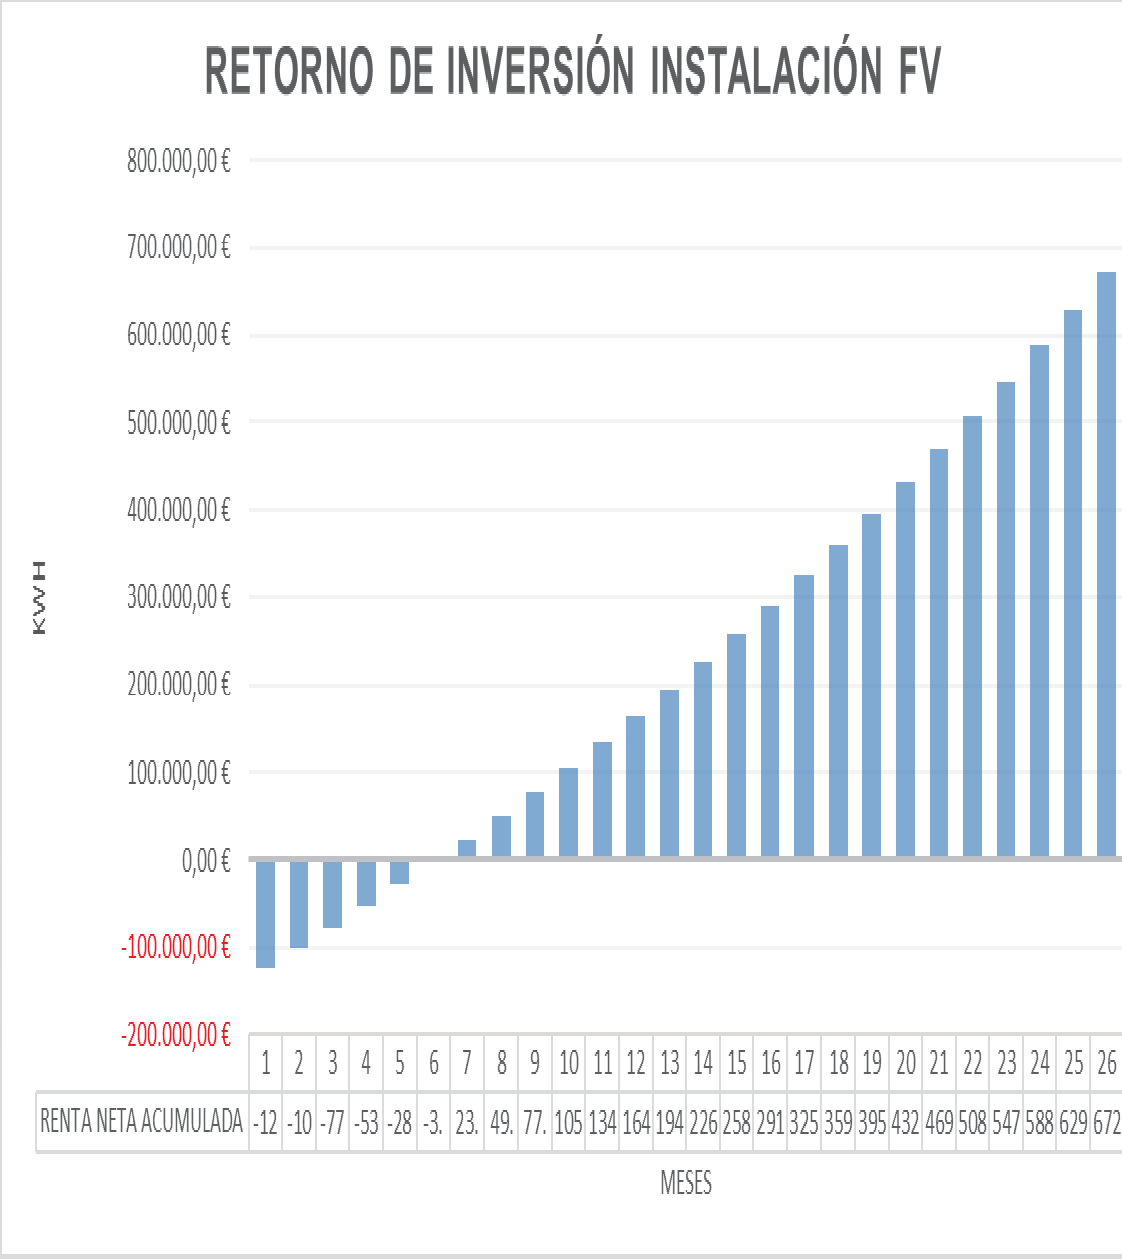 RETORNO DE INVERSIÓN INSTALACIÓN FV
800.000,00 €
700.000,00 €
600.000,00 €
500.000,00 €
400.000,00 €
300.000,00 €
200.000,00 €
100.000,00 €
0,00 €
-100.000,00 €
-200.000,00 €
KWH
1 2 3 4 5 6 7 8 9 10 11 12 13 14 15 16 17 18 19 20 21 22 23 24 25 26
RENTA NETA ACUMULADA -12 -10 -77 -53 -28 -3. 23. 49. 77. 105 134 164 194 226 258 291 325 359 395 432 469 508 547 588 629 672
MESES